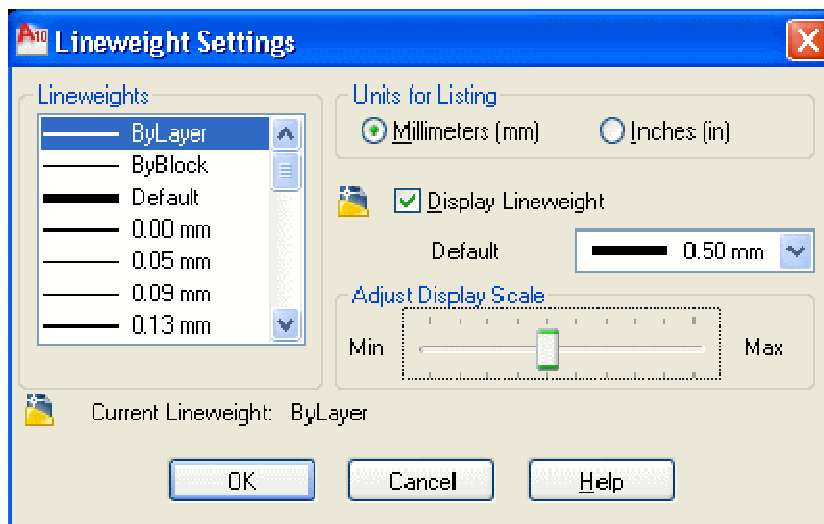 A10 Lineweight Settings
Lineweights
ByLayer
ByBlock
Default
0.00 mm
0.05 mm
0.09 mm
0.13 mm
Units for Listing
Millimeters (mm) Inches (in)
Display Lineweight
Default 0.50 mm
Adjust Display Scale
Min Max
Current Lineweight: ByLayer
OK Cancel Help